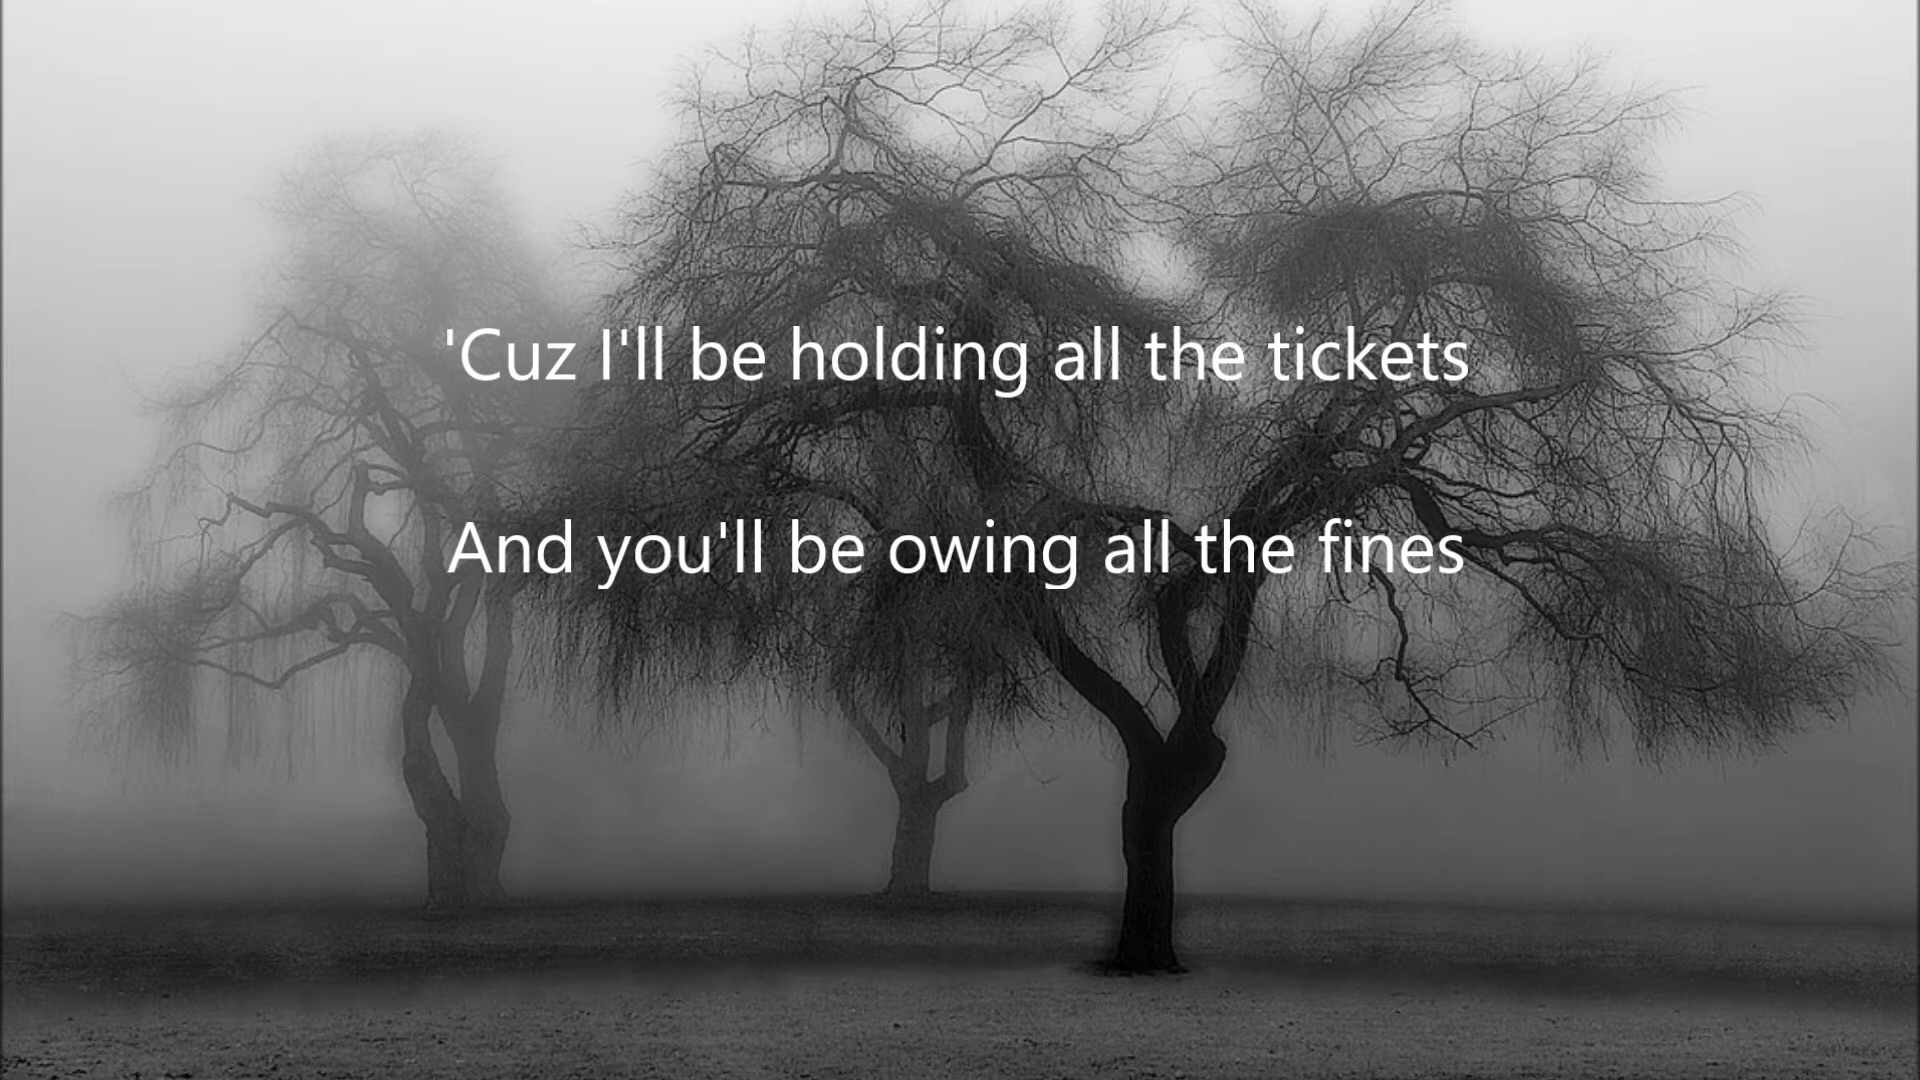 'Cuz I'll be holding all the tickets
And you'll be owing all the fines